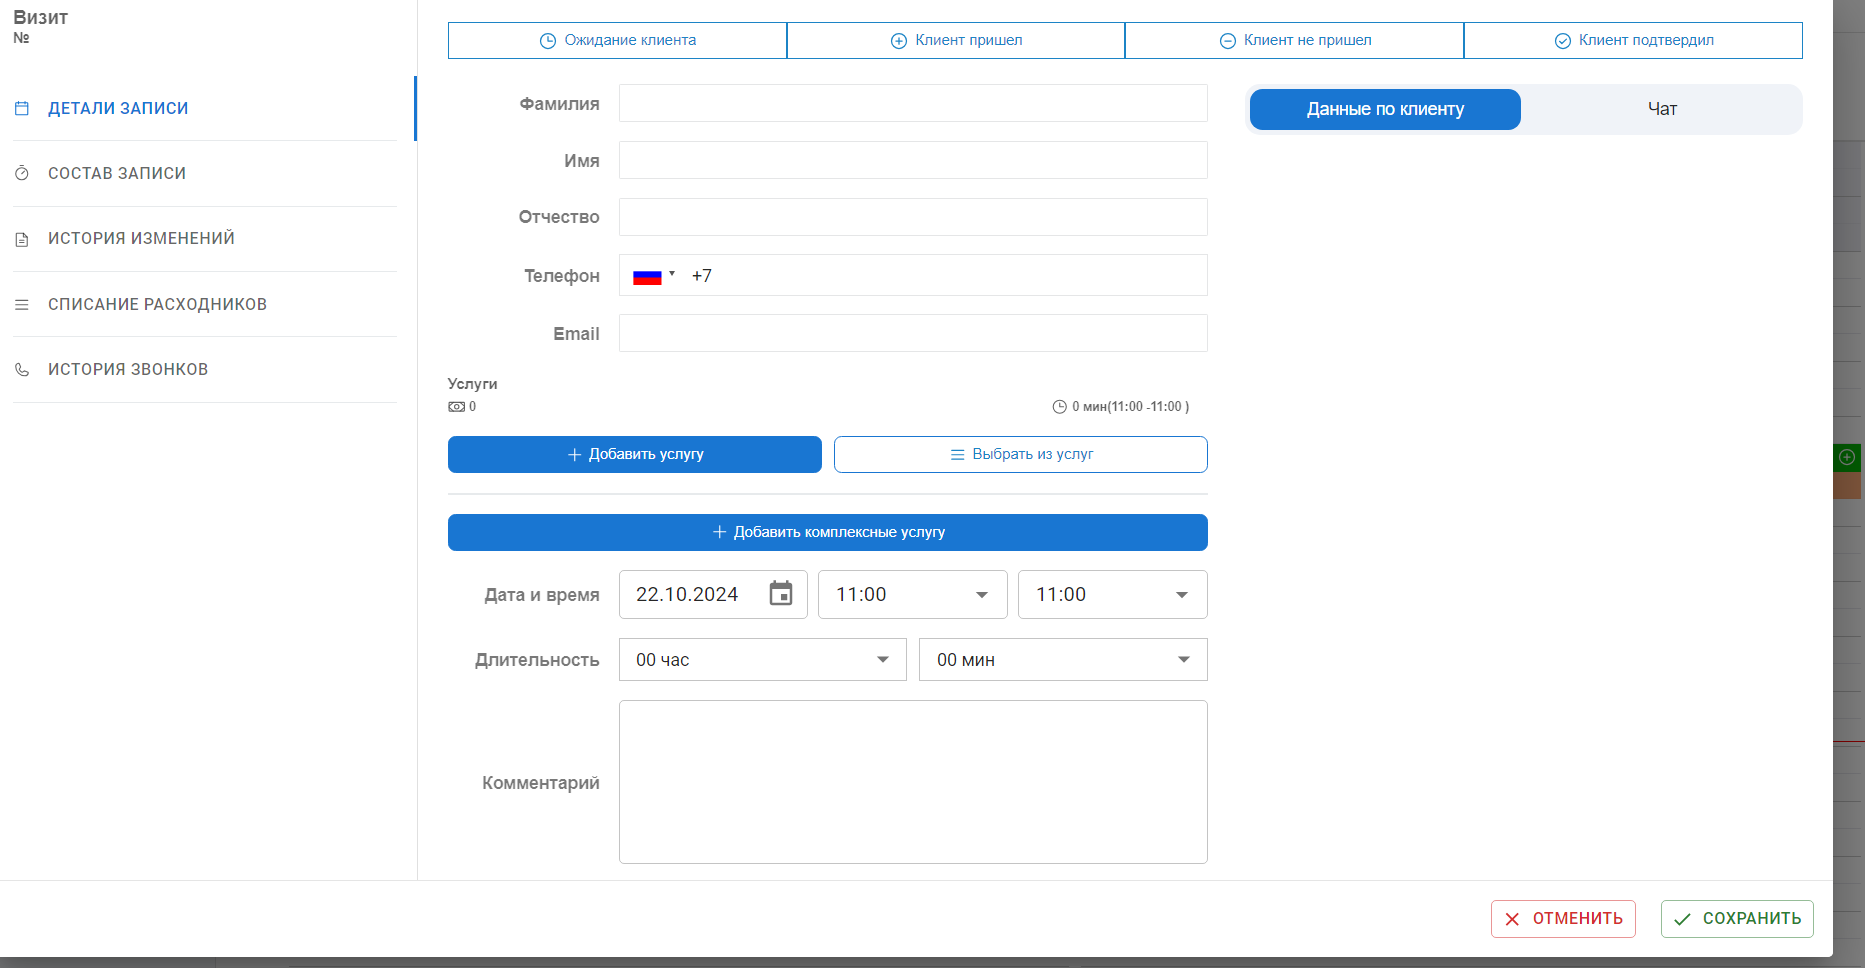 Визит
№
ДЕТАЛИ ЗАПИСИ
СОСТАВ ЗАПИСИ
ИСТОРИЯ ИЗМЕНЕНИЙ
СПИСАНИЕ РАСХОДНИКОВ
ИСТОРИЯ ЗВОНКОВ
Ожидание клиента
Клиент пришел
Клиент не пришел
Клиент подтвердил
Фамилия
Имя
Отчество
Телефон +7
Email
Данные по клиенту
Чат
Услуги
0
0 мин(11:00 -11:00 )
Добавить услугу
Выбрать из услуг
Добавить комплексные услугу
Дата и время 22.10.2024 11:00 11:00
Длительность 00 час 00 мин
Комментарий
ОТМЕНИТЬ
СОХРАНИТЬ